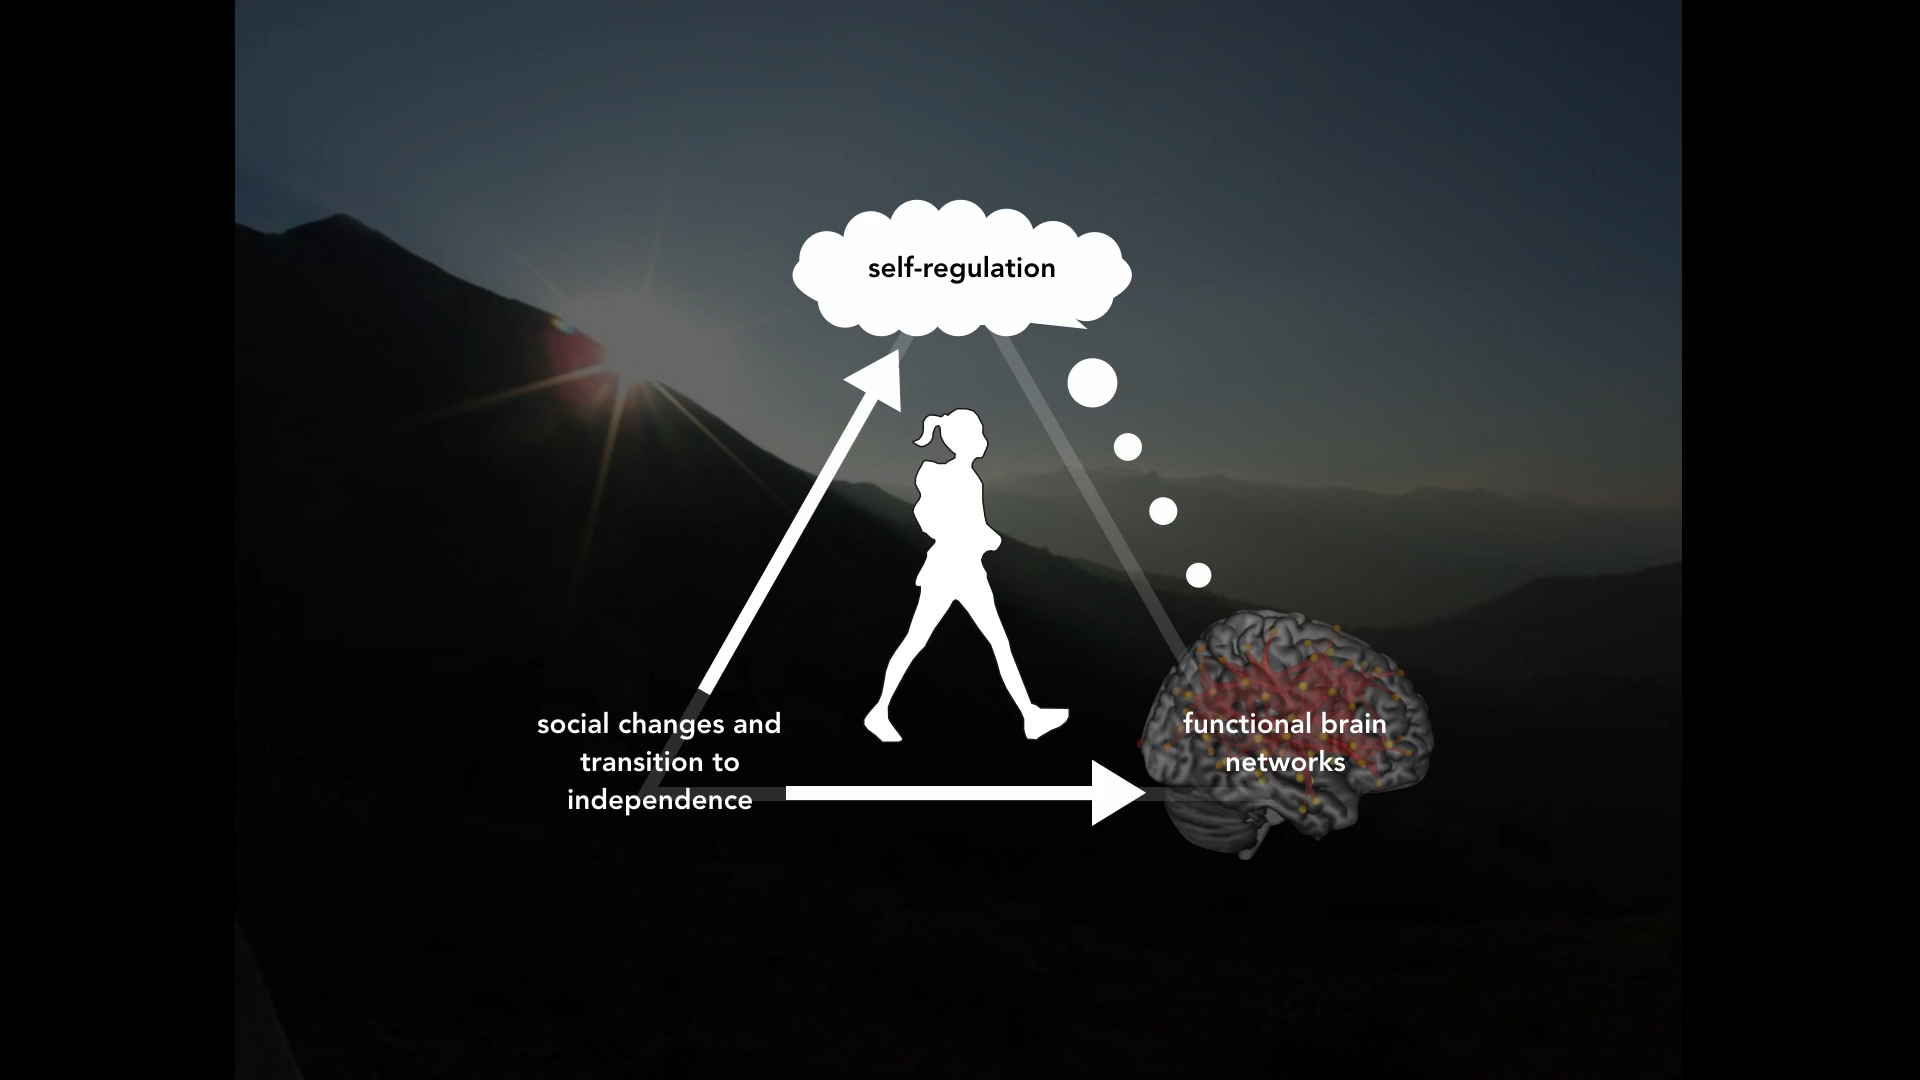 self-regulation
social changes and
transition to
independence
functional brain
networks